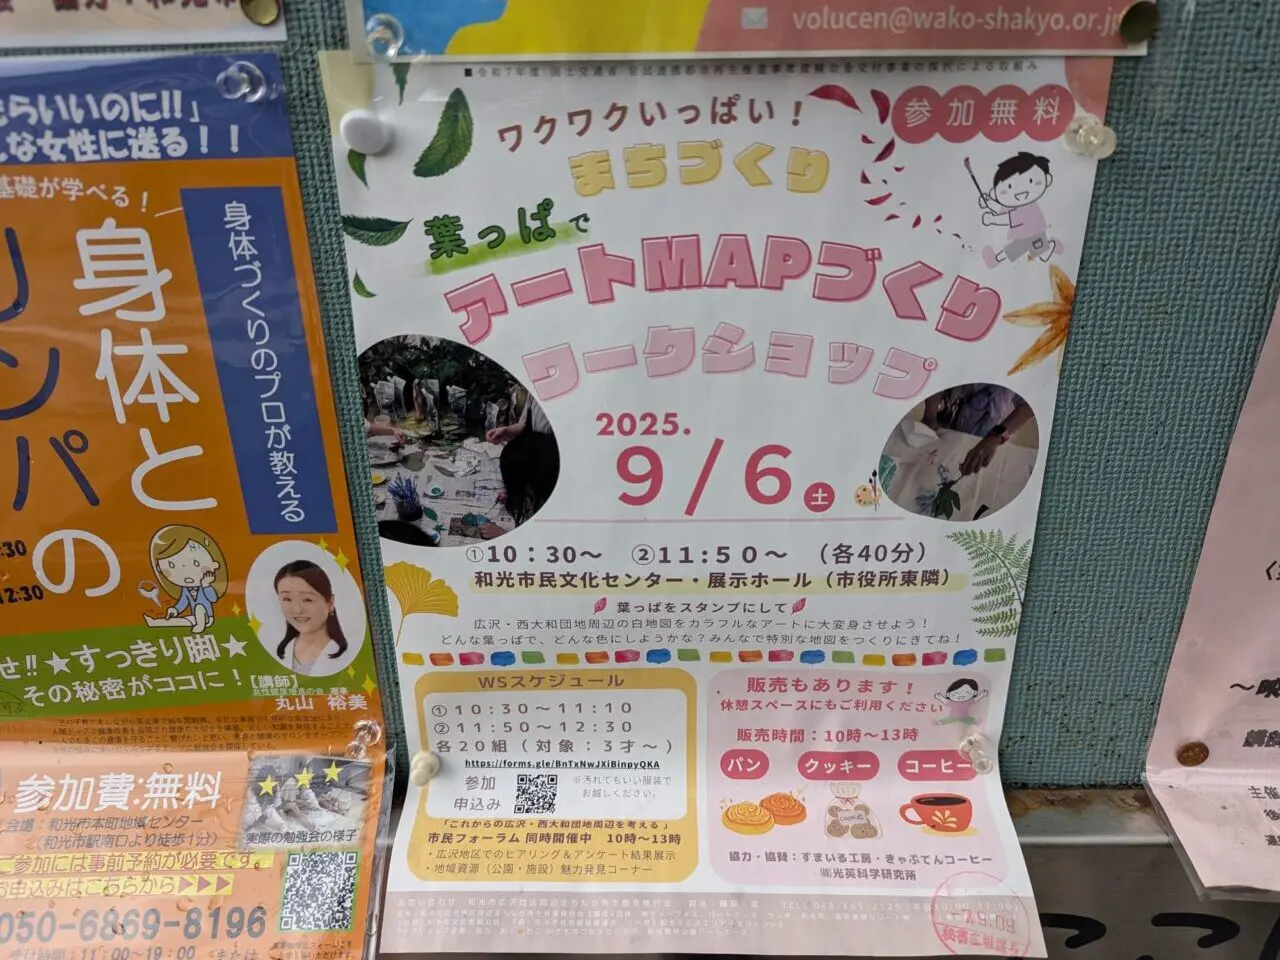 volucen@wako-shakyo.or.jp
らいいのに!!」
な女性に送る!!
基礎が学べる!
身体と
リンパの
身体づくりのプロが教える
せ!!★すっきり脚★
その秘密がココに!
【講師】
丸山 裕美
参加費:無料
会場:和光市本町地域センター
(和光市駅南口より徒歩1分)
ご参加には事前予約が必要です。
お申込みはこちらから▶▶▶
実際の勉強会の様子
050-6869-8196
受付時間:11:00~19:00
ワクワクいっぱい!
参加無料
まちづくり
葉っぱで
アートMAPづくり
ワークショップ
2025.
9/6土
①10:30~ ②11:50~ (各40分)
和光市民文化センター・展示ホール(市役所東隣)
葉っぱをスタンプにして
広沢・西大和団地周辺の白地図をカラフルなアートに大変身させよう!
どんな葉っぱで、どんな色にしようかな?みんなで特別な地図をつくりにきてね!
WSスケジュール
①10:30~11:10
②11:50~12:30
各20組(対象:3才~)
https://forms.gle/BnTxNwJXiBinpyQKA
参加
申込み
※汚れてもいい服装で
お越しください。
「これからの広沢・西大和団地周辺を考える」
市民フォーラム 同時開催中 10時~13時
・広沢地区でのヒアリング&アンケート結果展示
・地域資源(公園・施設)魅力発見コーナー
販売もあります!
休憩スペースにもご利用ください
販売時間:10時~13時
パン クッキー コーヒー
cookie
協力・協賛:すまいる工房・きゃぷてんコーヒー
㈱光英科学研究所